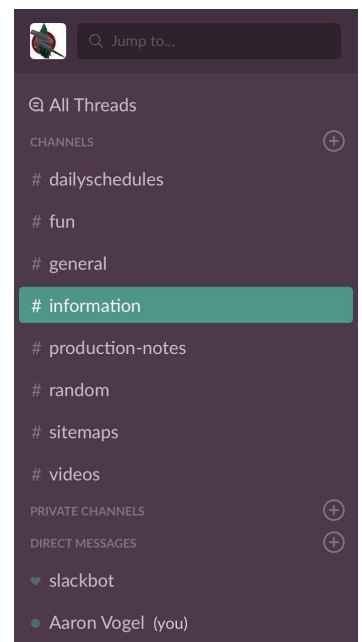 Jump to...
All Threads
CHANNELS
# dailyschedules
# fun
# general
# information
# production-notes
# random
# sitemaps
# videos
PRIVATE CHANNELS
DIRECT MESSAGES
slackbot
Aaron Vogel (you)